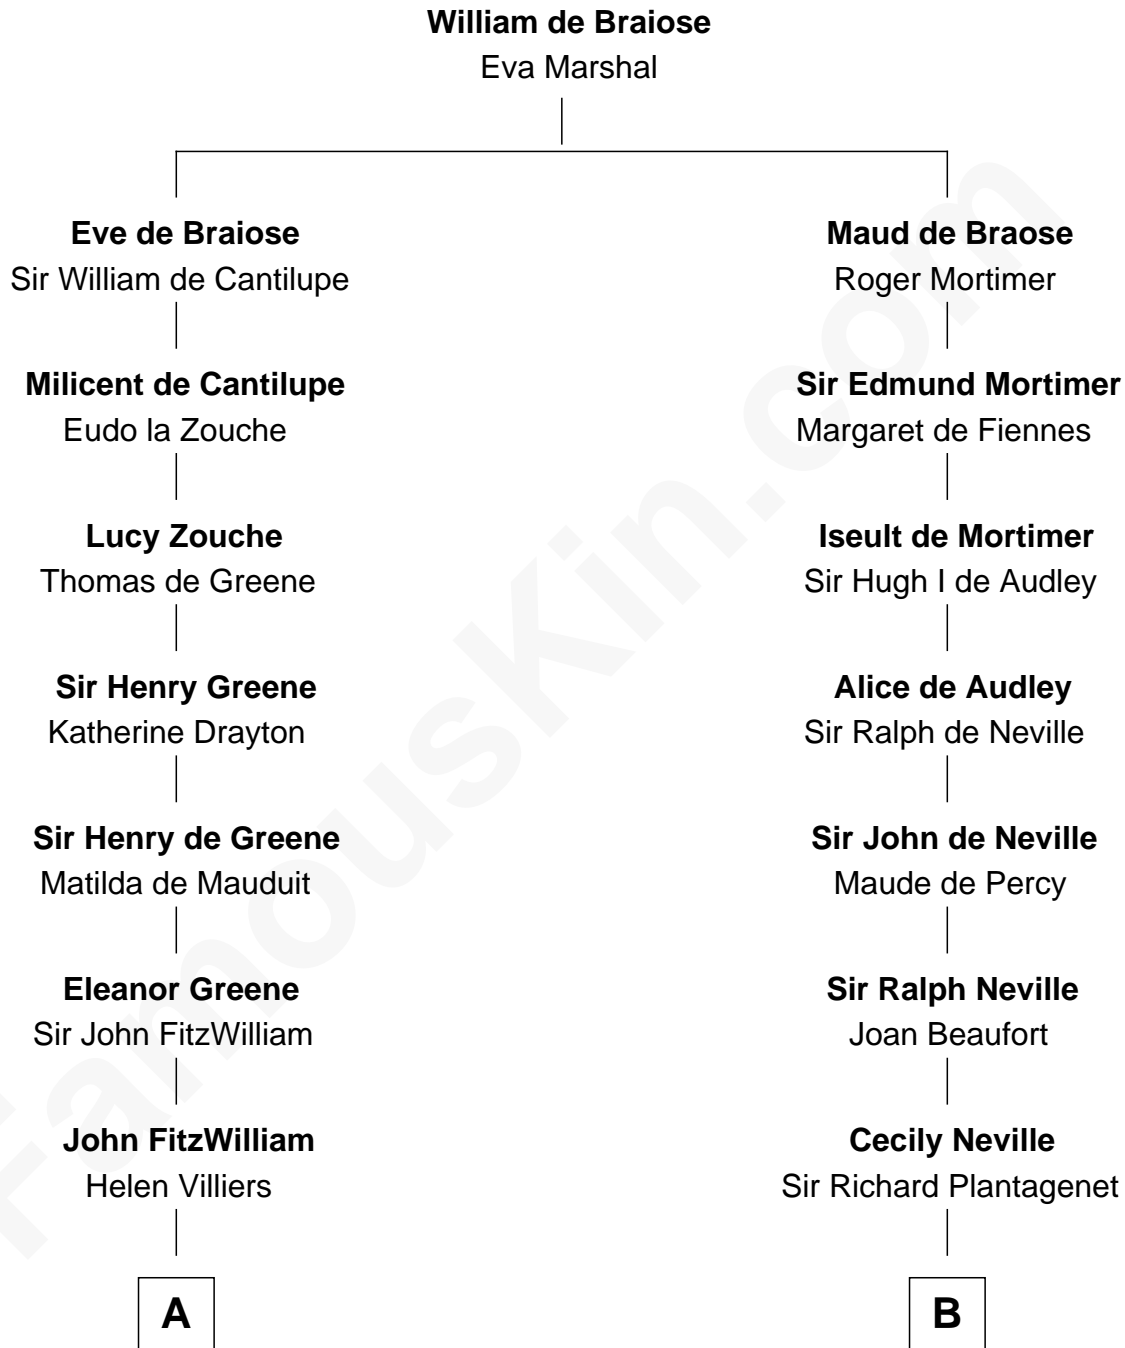 William de Braiose
Eva Marshal
Eve de Braiose
Sir William de Cantilupe
Maud de Braose
Roger Mortimer
Milicent de Cantilupe
Eudo la Zouche
Sir Edmund Mortimer
Margaret de Fiennes
Lucy Zouche
Thomas de Greene
Iseult de Mortimer
Sir Hugh I de Audley
Sir Henry Greene
Katherine Drayton
Alice de Audley
Sir Ralph de Neville
Sir Henry de Greene
Matilda de Mauduit
Sir John de Neville
Maude de Percy
Eleanor Greene
Sir John FitzWilliam
Sir Ralph Neville
Joan Beaufort
John FitzWilliam
Helen Villiers
Cecily Neville
Sir Richard Plantagenet
A
B
FamousKin.com